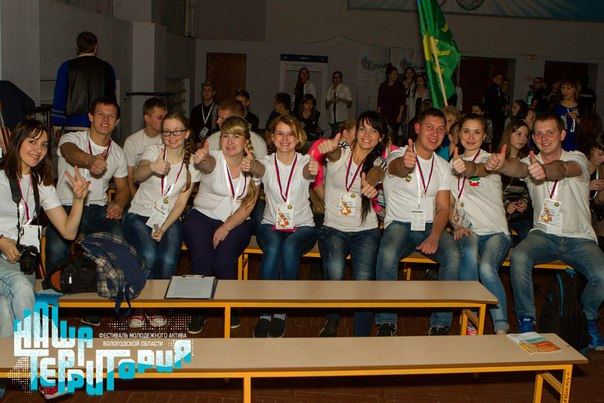 НАША
ТЕРРИТОРИЯ
ФЕСТИВАЛЬ МОЛОДЕЖНОГО АКТИВА
ВОЛОГОДСКОЙ ОБЛАСТИ